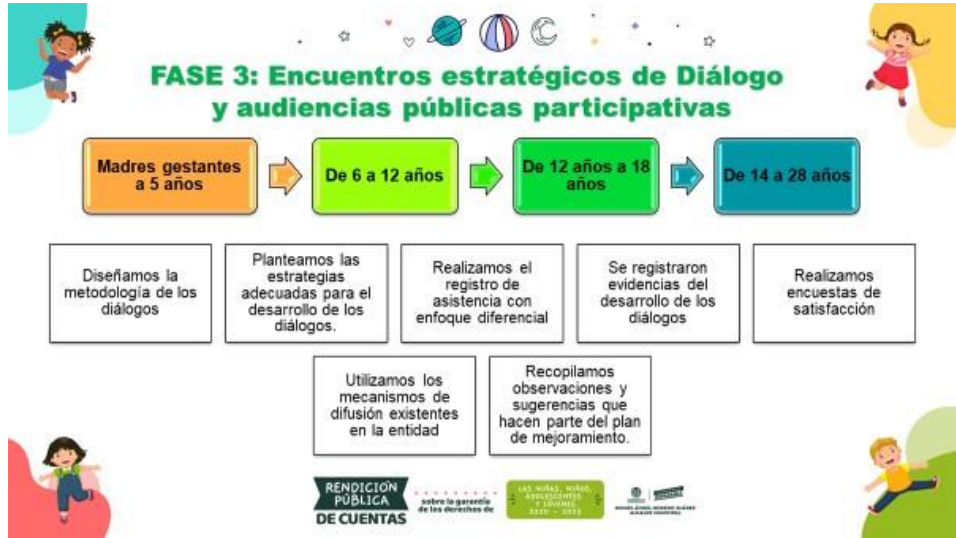 FASE 3: Encuentros estratégicos de Diálogo
y audiencias públicas participativas
Madres gestantes
a 5 años
De 6 a 12 años
De 12 años a 18
años
De 14 a 28 años
Diseñamos la
metodología de los
diálogos
Planteamos las
estrategias
adecuadas para el
desarrollo de los
diálogos.
Realizamos el
registro de
asistencia con
enfoque diferencial
Se registraron
evidencias del
desarrollo de los
diálogos
Realizamos
encuestas de
satisfacción
Utilizamos los
mecanismos de
difusión existentes
en la entidad
Recopilamos
observaciones y
sugerencias que
hacen parte del plan
de mejoramiento.
RENDICIÓN
PÚBLICA
DE CUENTAS
sobre la garantía
de los derechos de
LAS NIÑAS, NIÑOS,
ADOLESCENTES
Y JÓVENES
2020 - 2023